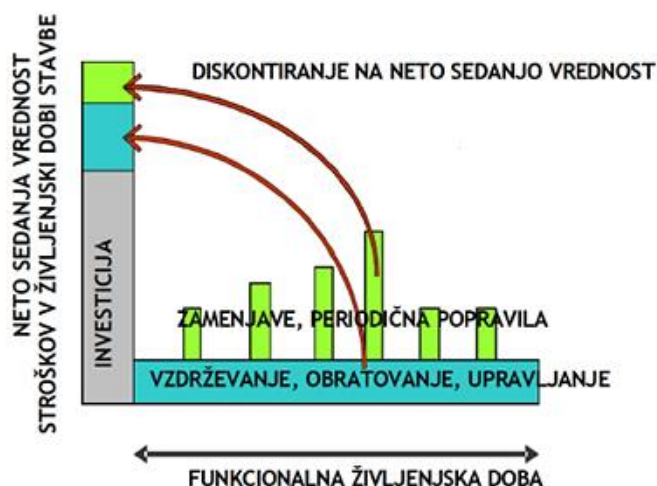 NETO SEDANJA VREDNOST
STROŠKOV V ŽIVLJENJSKI DOBI STAVBE
DISKONTIRANJE NA NETO SEDANJO VREDNOST
INVESTICIJA
ZAMENJAVE, PERIODIČNA POPRAVILA
VZDRŽEVANJE, OBRATOVANJE, UPRAVLJANJE
FUNKCIONALNA ŽIVLJENJSKA DOBA